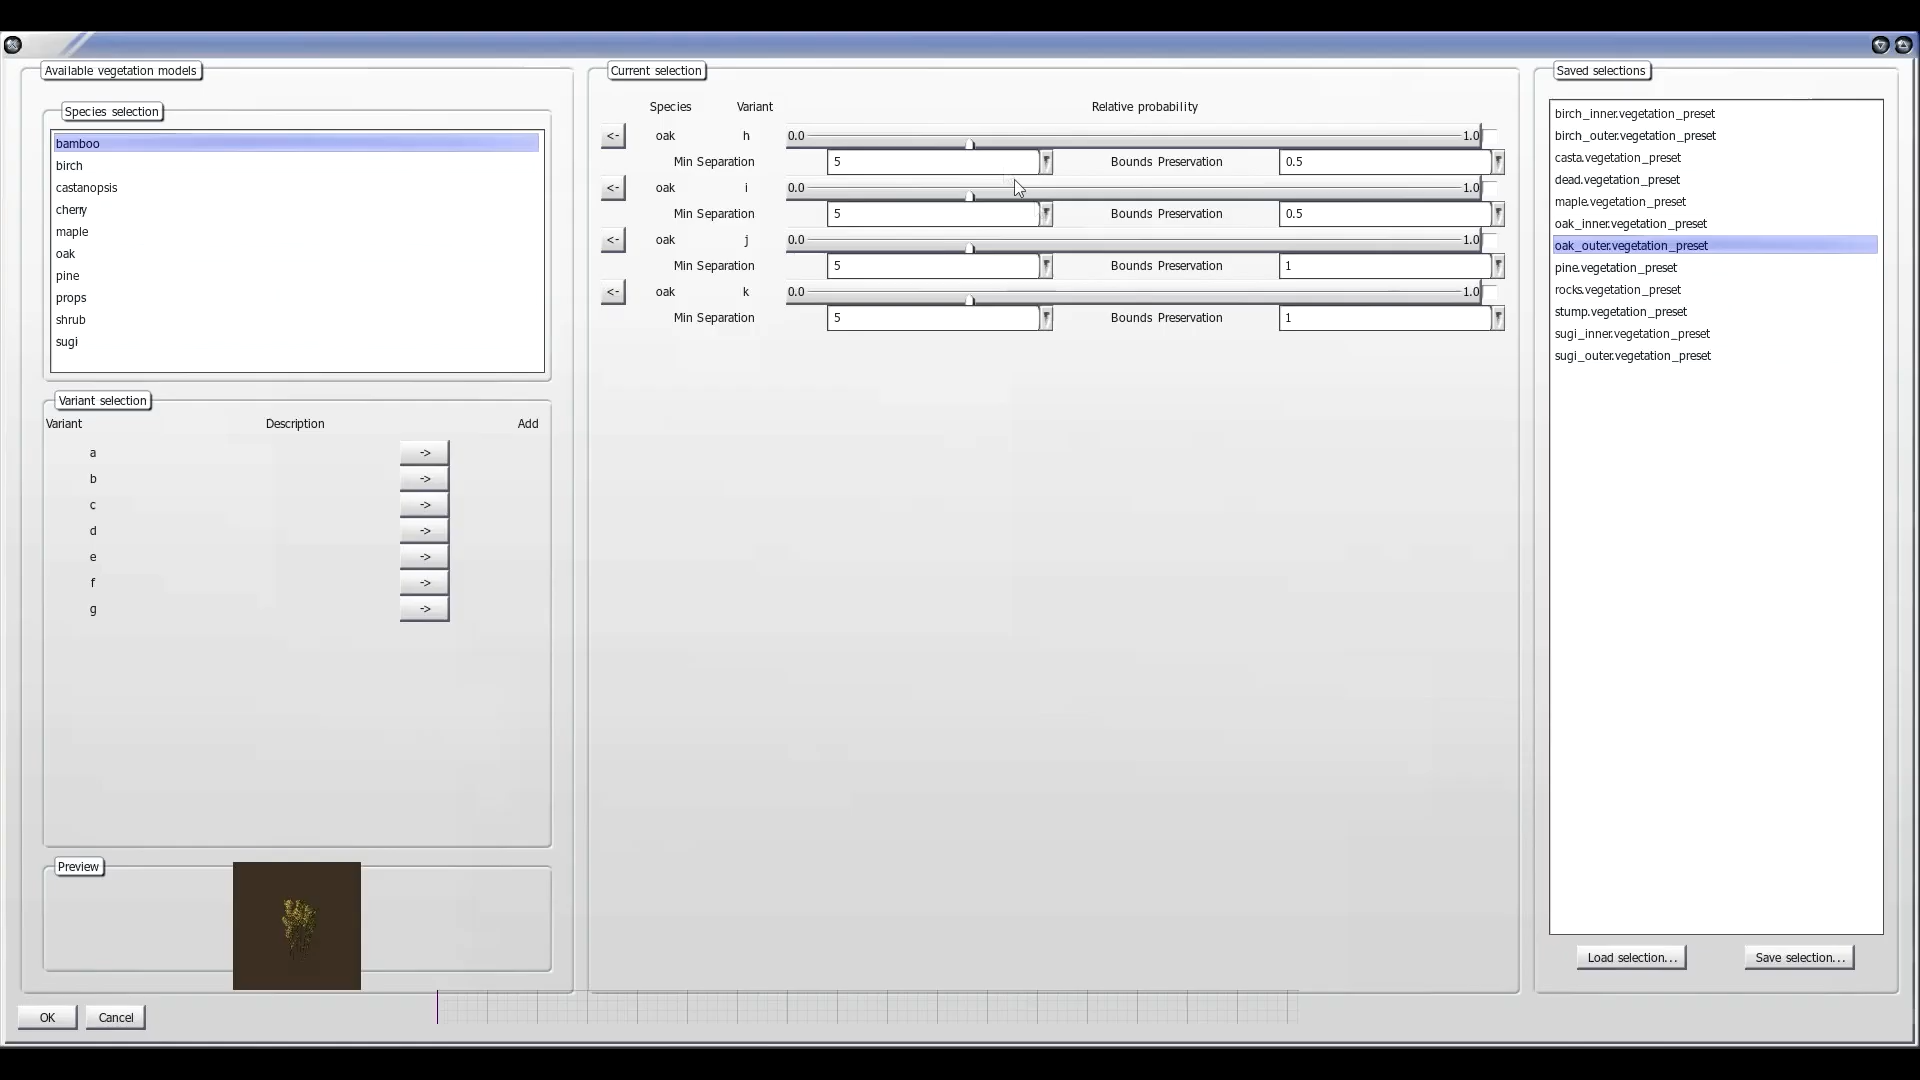 Available vegetation models
Species selection
bamboo
birch
castanopsis
cherry
maple
oak
pine
props
shrub
sugi
Variant selection
Variant Description Add
a ->
b ->
c ->
d ->
e ->
f ->
g ->
Preview
OK Cancel
Current selection
Species Variant Relative probability
<- oak h 0.0 1.0
Min Separation 5 Bounds Preservation 0.5
<- oak i 0.0 1.0
Min Separation 5 Bounds Preservation 0.5
<- oak j 0.0 1.0
Min Separation 5 Bounds Preservation 1
<- oak k 0.0 1.0
Min Separation 5 Bounds Preservation 1
Saved selections
birch_inner.vegetation_preset
birch_outer.vegetation_preset
casta.vegetation_preset
dead.vegetation_preset
maple.vegetation_preset
oak_inner.vegetation_preset
oak_outer.vegetation_preset
pine.vegetation_preset
rocks.vegetation_preset
stump.vegetation_preset
sugi_inner.vegetation_preset
sugi_outer.vegetation_preset
Load selection... Save selection...